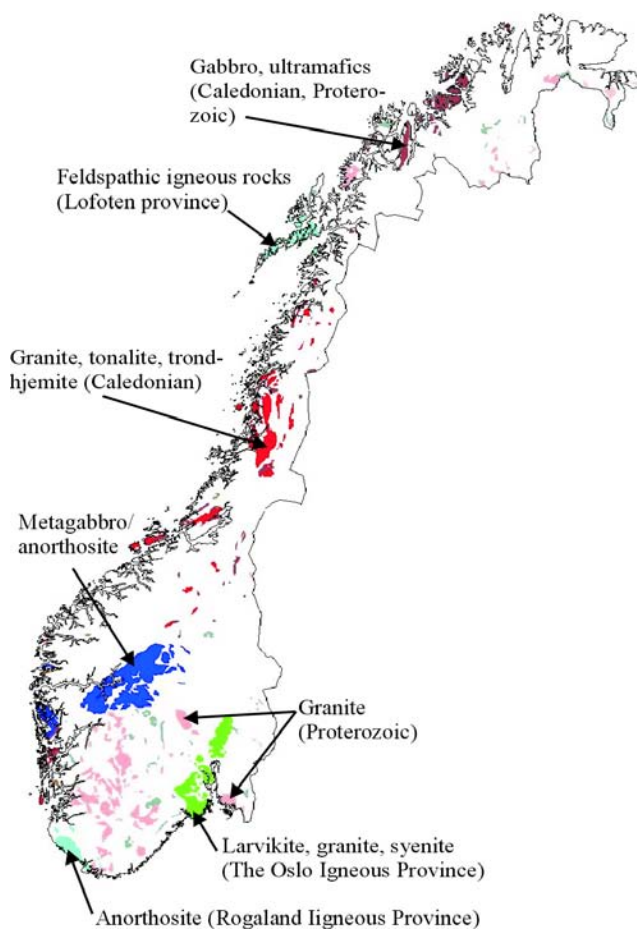 Gabbro, ultramafics
(Caledonian, Protero-
zoic)
Feldspathic igneous rocks
(Lofoten province)
Granite, tonalite, trond-
hjemite (Caledonian)
Metagabbro/
anorthosite
Granite
(Proterozoic)
Larvikite, granite, syenite
(The Oslo Igneous Province)
Anorthosite (Rogaland Iigneous Province)